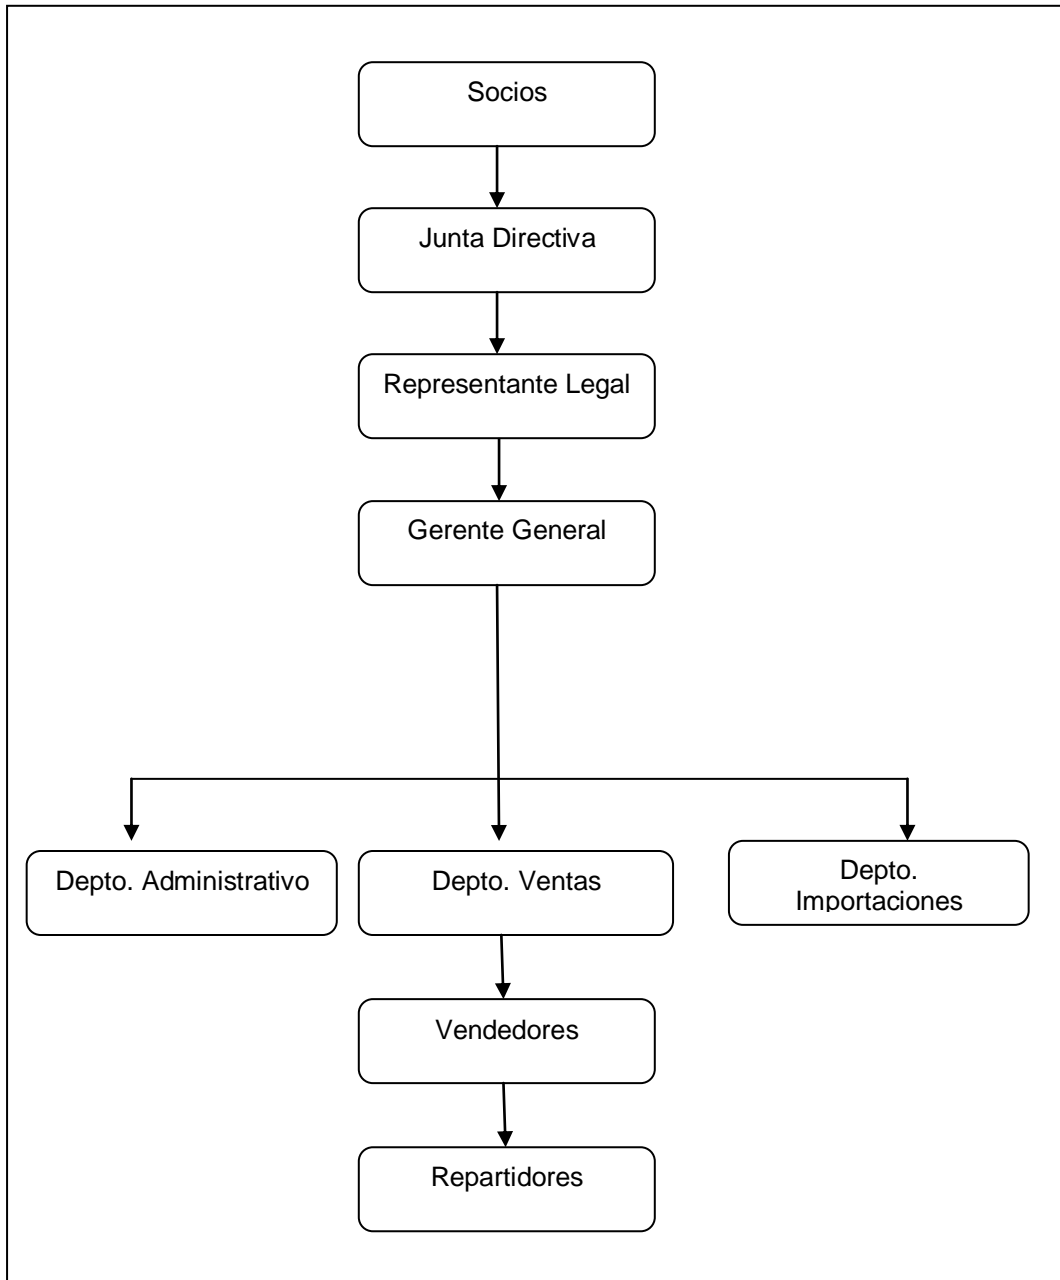 Socios
Junta Directiva
Representante Legal
Gerente General
Depto. Administrativo
Depto. Ventas
Depto.
Importaciones
Vendedores
Repartidores